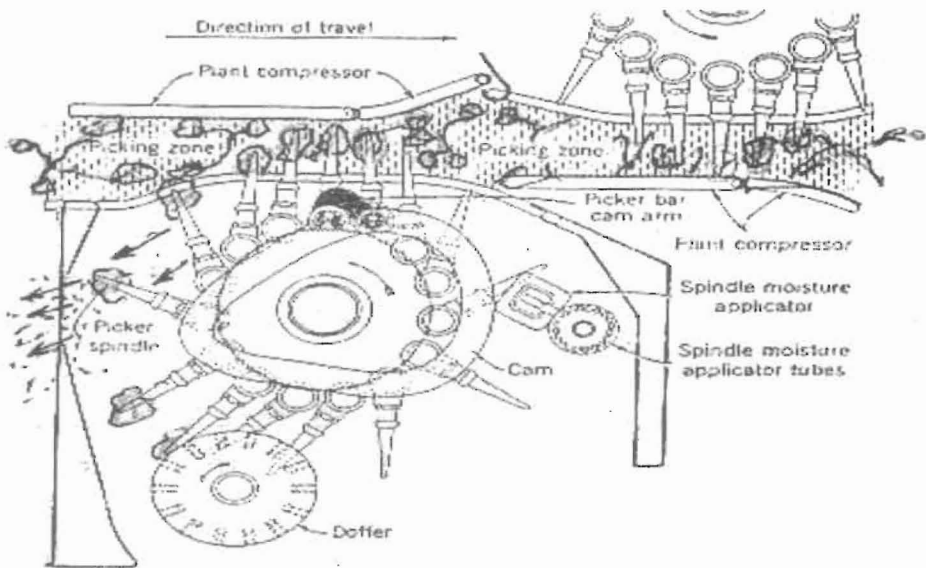 Direction of travel
Plant compressor
Picking zone
Picking zone
Picker bar
cam arm
Plant compressor
Spindle moisture
applicator
Picker
spindle
Spindle moisture
applicator tubes
Cam
Doffer